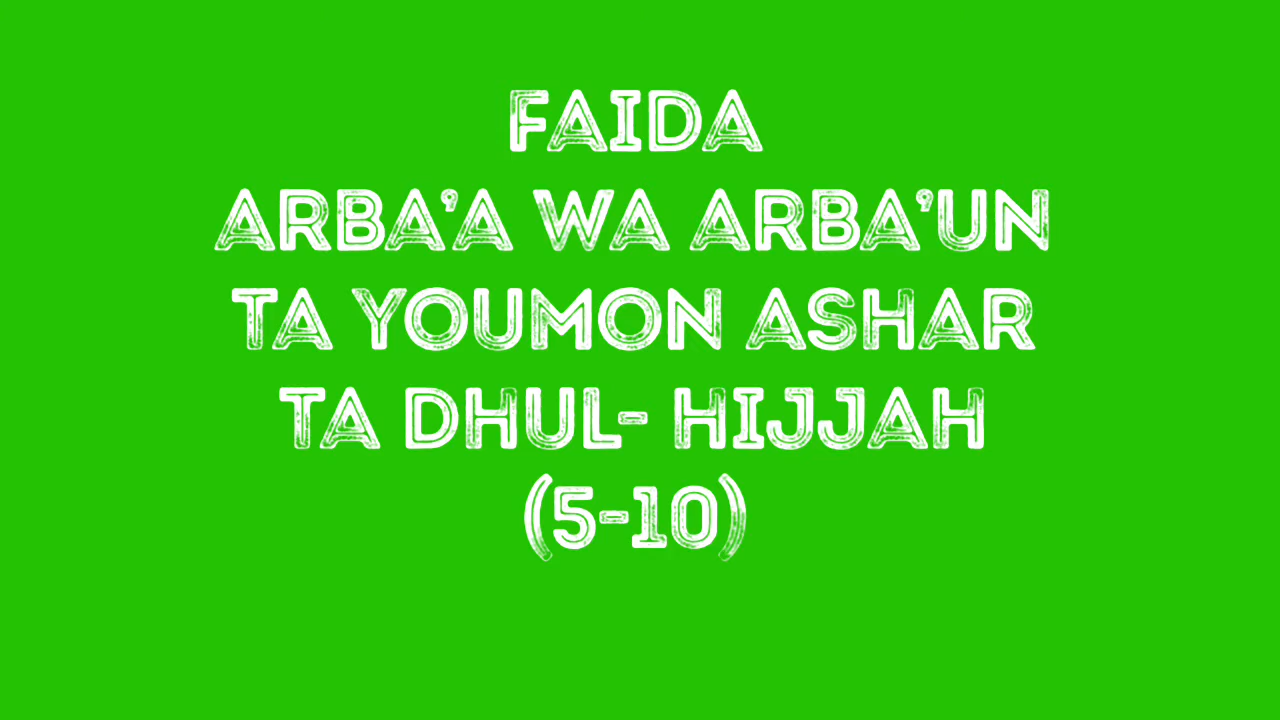 FAIDA
ARBA'A WA ARBA'UN
TA YOUMON ASHAR
TA DHUL- HIJJAH
(5-10)